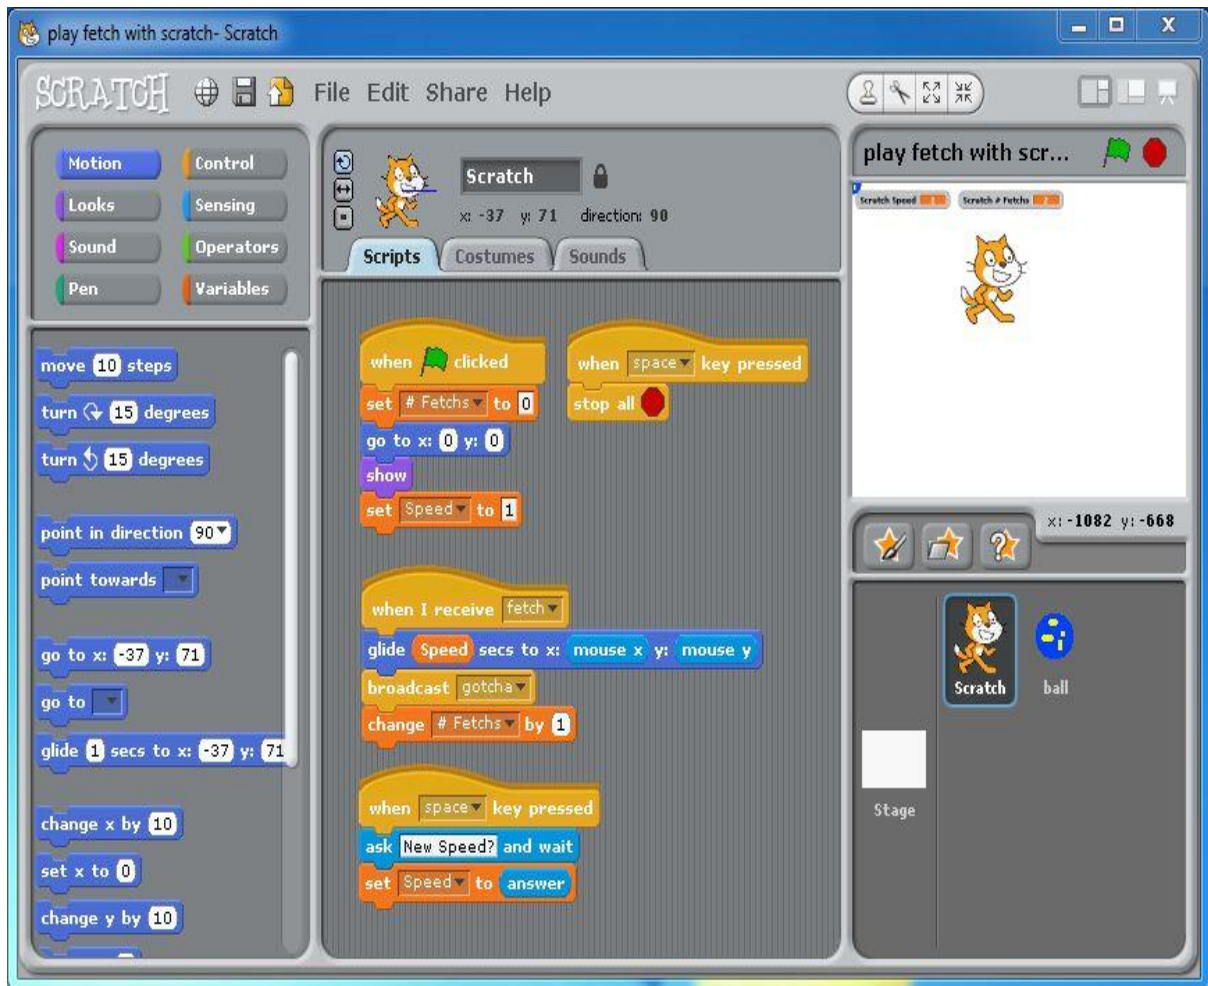 play fetch with scratch- Scratch
SCRATCH File Edit Share Help
Motion Control
Looks Sensing
Sound Operators
Pen Variables
move 10 steps
turn 15 degrees
turn 15 degrees
point in direction 90
point towards
go to x: -37 y: 71
go to
glide 1 secs to x: -37 y: 71
change x by 10
set x to 0
change y by 10
Scratch
x: -37 y: 71 direction: 90
Scripts Costumes Sounds
when clicked
set # Fetchs to 0
go to x: 0 y: 0
show
set Speed to 1
when space key pressed
stop all
when I receive fetch
glide Speed secs to x: mouse x y: mouse y
broadcast gotcha
change # Fetchs by 1
when space key pressed
ask New Speed? and wait
set Speed to answer
play fetch with scr...
Scratch Speed
Scratch # Fetchs
x: -1082 y: -668
Scratch
ball
Stage